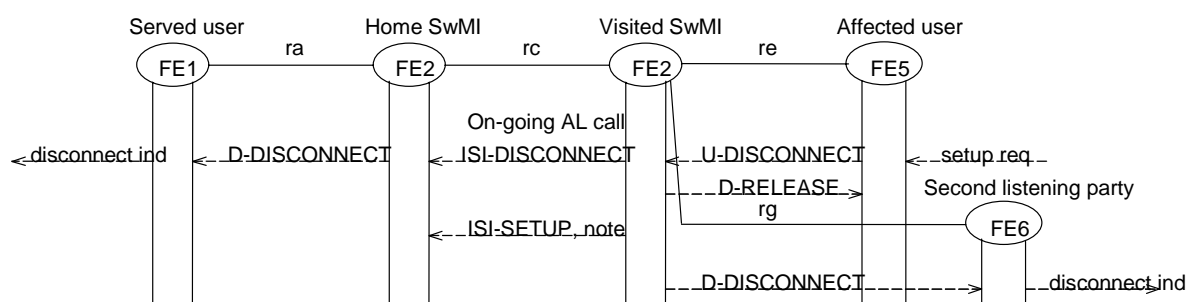 Served user Home SwMI Visited SwMI Affected user
ra rc re
FE1 FE2 FE2 FE5
On-going AL call
disconnect ind D-DISCONNECT ISI-DISCONNECT U-DISCONNECT setup req
D-RELEASE Second listening party
rg
ISI-SETUP, note FE6
D-DISCONNECT disconnect ind